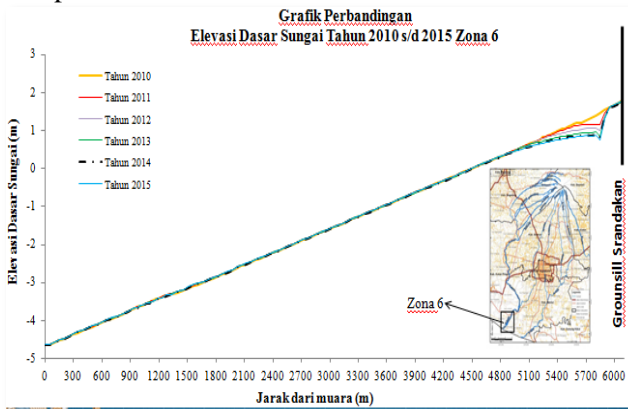 Grafik Perbandingan
Elevasi Dasar Sungai Tahun 2010 s/d 2015 Zona 6
Elevasi Dasar Sungai (m)
3
2
1
0
-1
-2
-3
-4
-5
Tahun 2010
Tahun 2011
Tahun 2012
Tahun 2013
Tahun 2014
Tahun 2015
Zona 6
Grounsill Srandakan
0 300 600 900 1200 1500 1800 2100 2400 2700 3000 3300 3600 3900 4200 4500 4800 5100 5400 5700 6000
Jarak dari muara (m)